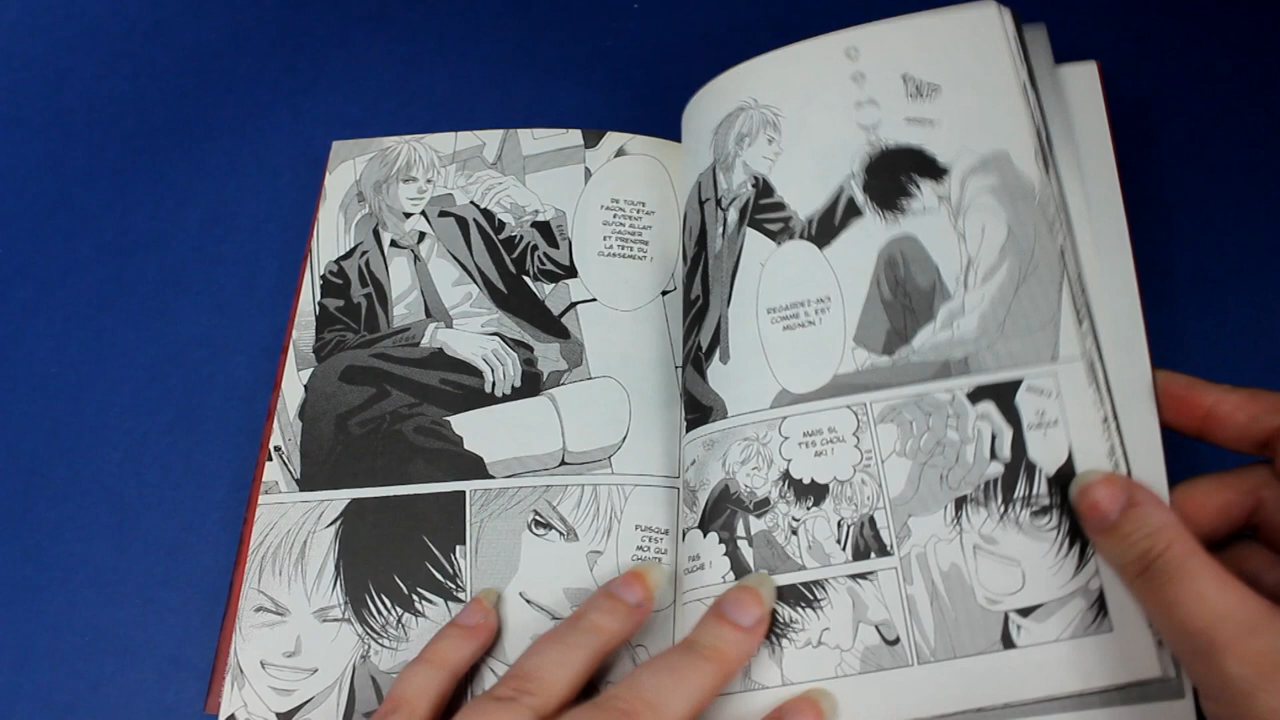 DE TOUTE
FAÇON, C'ÉTAIT
ÉVIDENT
QU'ON ALLAIT
GAGNER
ET PRENDRE
LA TÊTE DU
CLASSEMENT !
PUISQUE
C'EST
MOI QUI
CHANTE
REGARDEZ-MOI
COMME IL EST
MIGNON !
MAIS SI,
T'ES CHOU,
AKI !
PAS